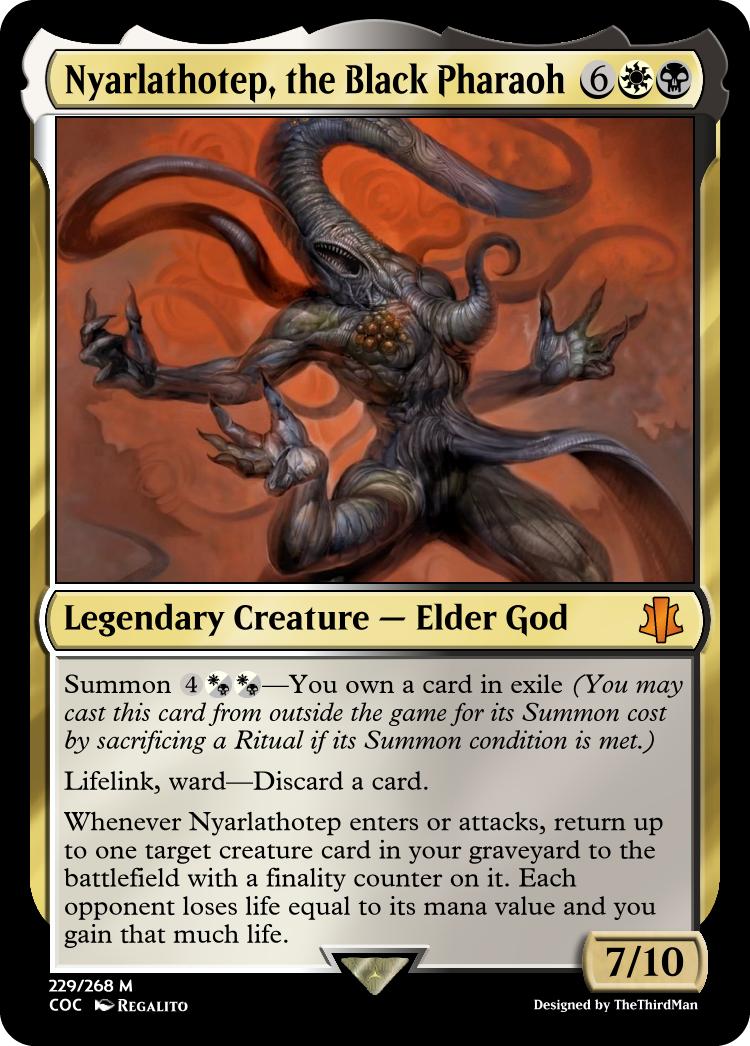 Nyarlathotep, the Black Pharaoh 6
Legendary Creature — Elder God
Summon 4 —You own a card in exile (You may
cast this card from outside the game for its Summon cost
by sacrificing a Ritual if its Summon condition is met.)
Lifelink, ward—Discard a card.
Whenever Nyarlathotep enters or attacks, return up
to one target creature card in your graveyard to the
battlefield with a finality counter on it. Each
opponent loses life equal to its mana value and you
gain that much life.
7/10
229/268 M
COC REGALITO
Designed by TheThirdMan